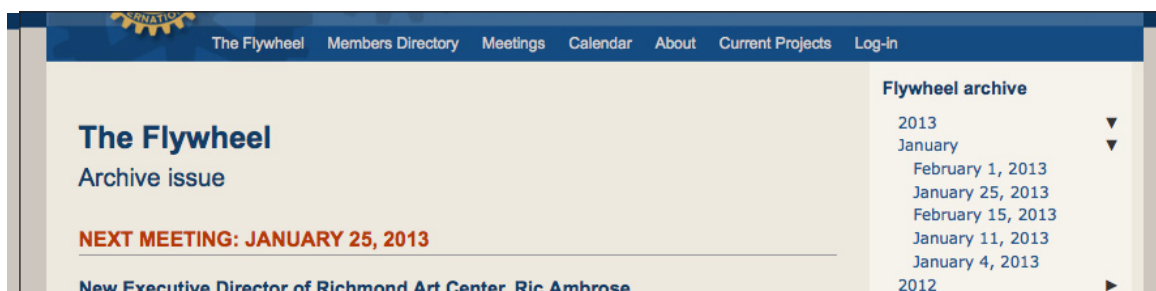 The Flywheel Members Directory Meetings Calendar About Current Projects Log-in
The Flywheel
Archive issue
NEXT MEETING: JANUARY 25, 2013
New Executive Director of Richmond Art Center, Ric Ambrose
Flywheel archive
2013 ▼
January ▼
February 1, 2013
January 25, 2013
February 15, 2013
January 11, 2013
January 4, 2013
2012 ►